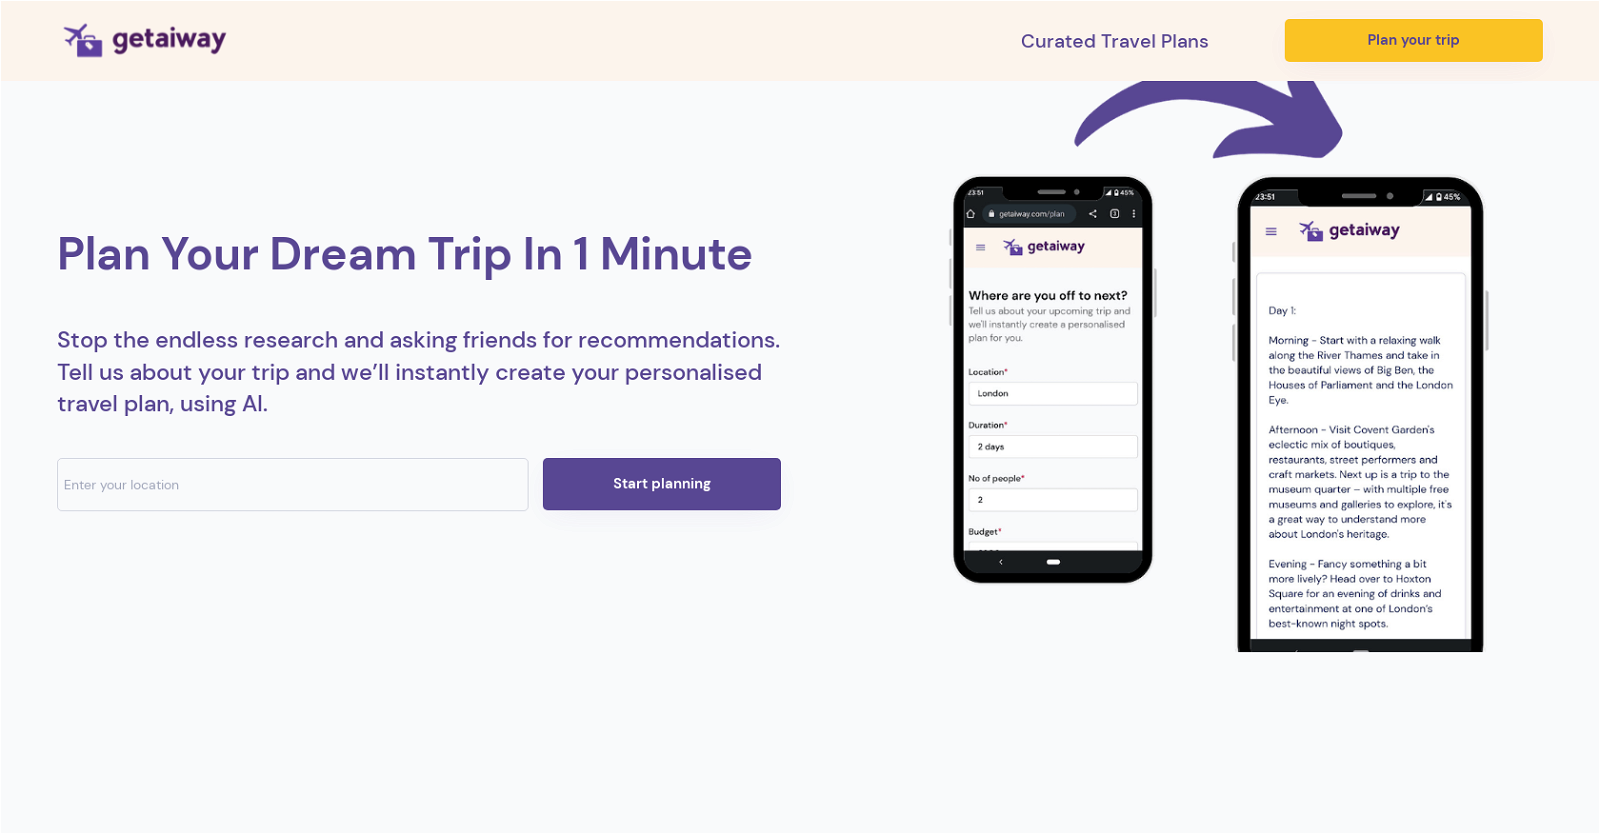 getaiway
Curated Travel Plans
Plan your trip
Plan Your Dream Trip In 1 Minute
Stop the endless research and asking friends for recommendations.
Tell us about your trip and we’ll instantly create your personalised
travel plan, using AI.
Enter your location
Start planning
23:51
45%
getaiway.com/plan
3
getaiway
Where are you off to next?
Tell us about your upcoming trip and
we'll instantly create a personalised
plan for you.
Location*
London
Duration*
2 days
No of people*
2
Budget*
23:51
45%
getaiway
Day 1:
Morning - Start with a relaxing walk
along the River Thames and take in
the beautiful views of Big Ben, the
Houses of Parliament and the London
Eye.
Afternoon - Visit Covent Garden's
eclectic mix of boutiques,
restaurants, street performers and
craft markets. Next up is a trip to the
museum quarter – with multiple free
museums and galleries to explore, it's
a great way to understand more
about London's heritage.
Evening - Fancy something a bit
more lively? Head over to Hoxton
Square for an evening of drinks and
entertainment at one of London's
best-known night spots.